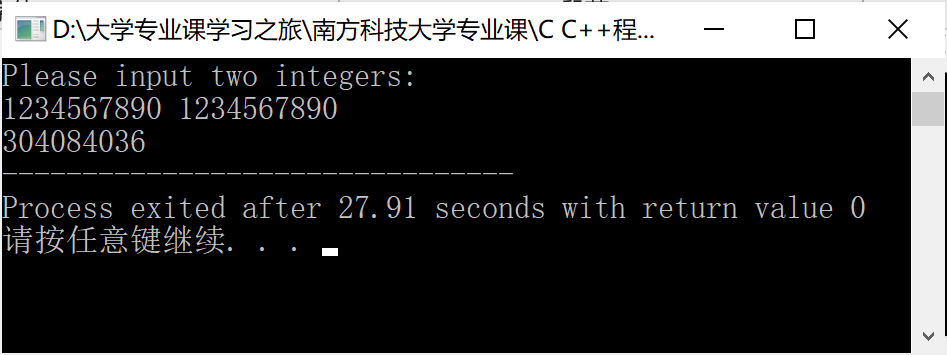 D:\大学专业课学习之旅\南方科技大学专业课\C C++程...
Please input two integers:
1234567890 1234567890
304084036
--------------------------------
Process exited after 27.91 seconds with return value 0
请按任意键继续. . .